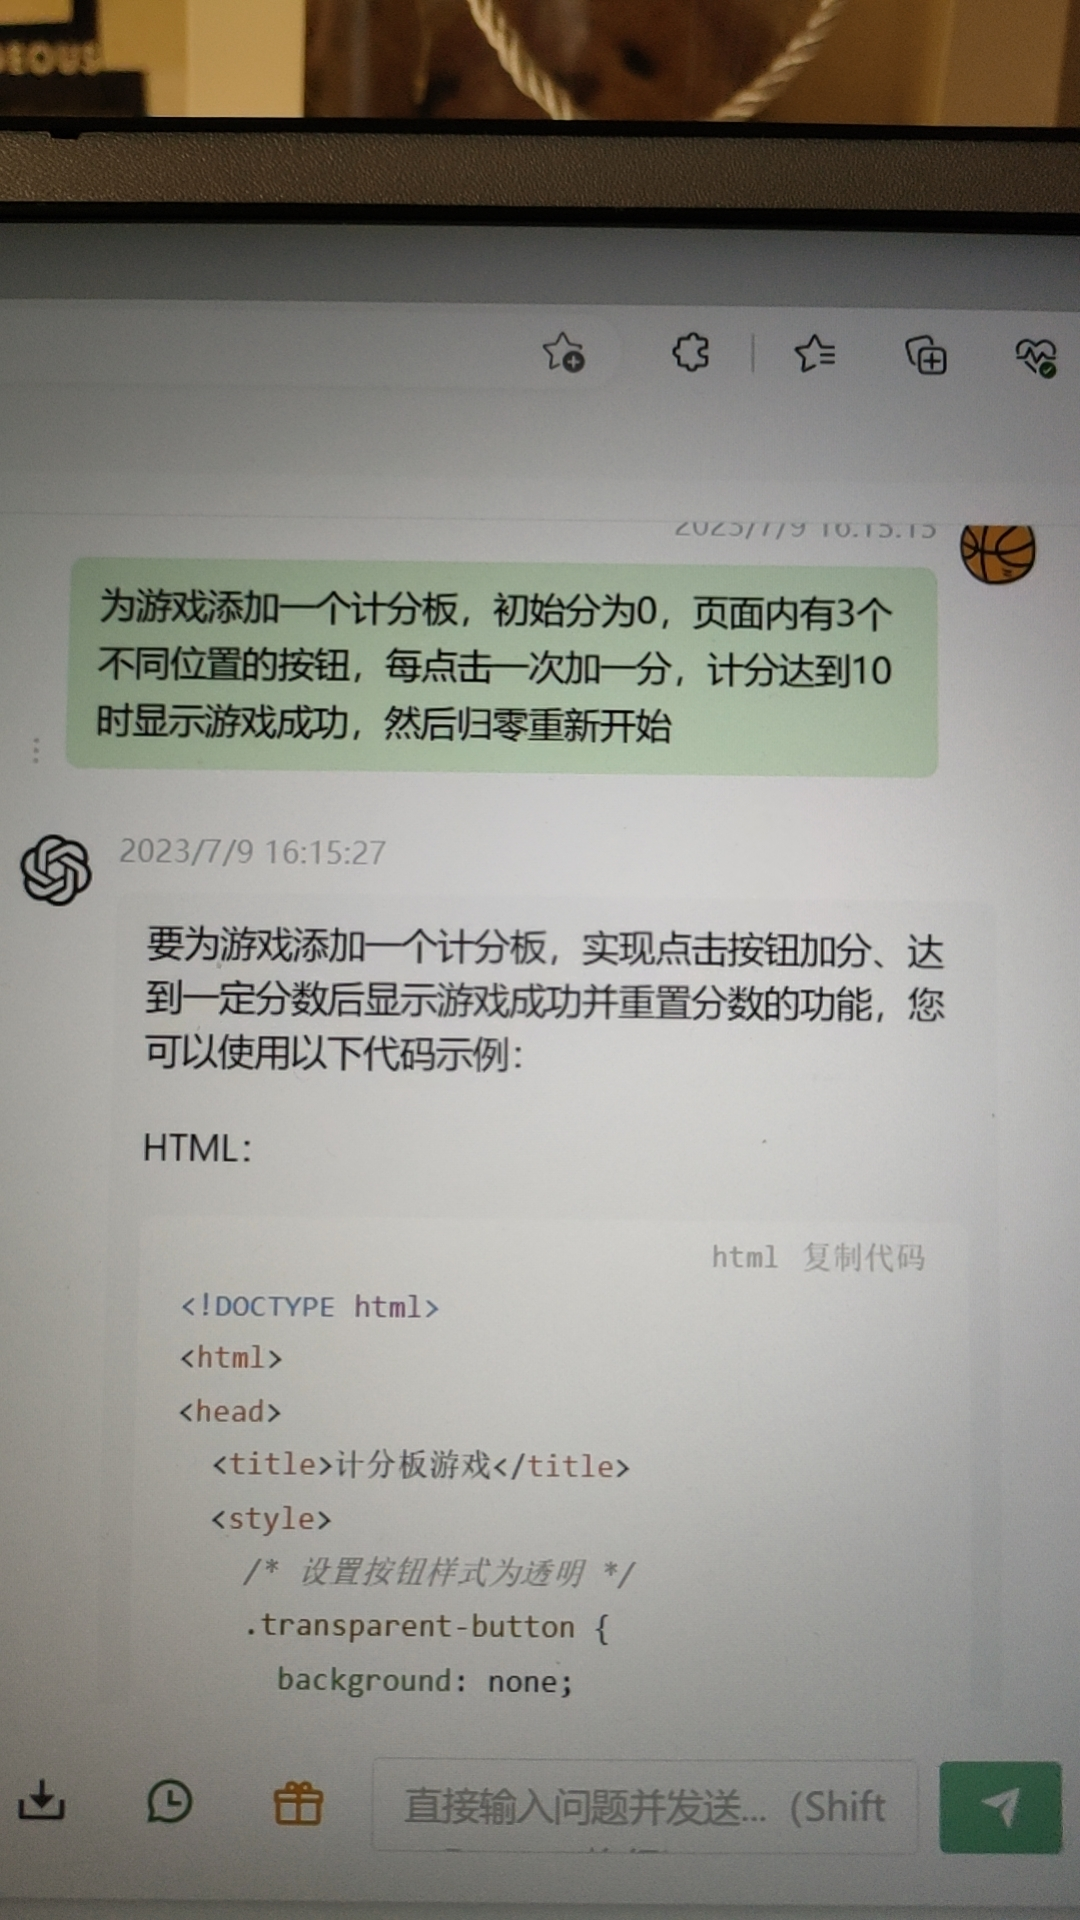 2023/7/9 16:15:15
为游戏添加一个计分板，初始分为0，页面内有3个
不同位置的按钮，每点击一次加一分，计分达到10
时显示游戏成功，然后归零重新开始
2023/7/9 16:15:27
要为游戏添加一个计分板，实现点击按钮加分、达
到一定分数后显示游戏成功并重置分数的功能，您
可以使用以下代码示例：
HTML：
html 复制代码
<!DOCTYPE html>
<html>
<head>
<title>计分板游戏</title>
<style>
/* 设置按钮样式为透明 */
.transparent-button {
background: none;
直接输入问题并发送...（Shift